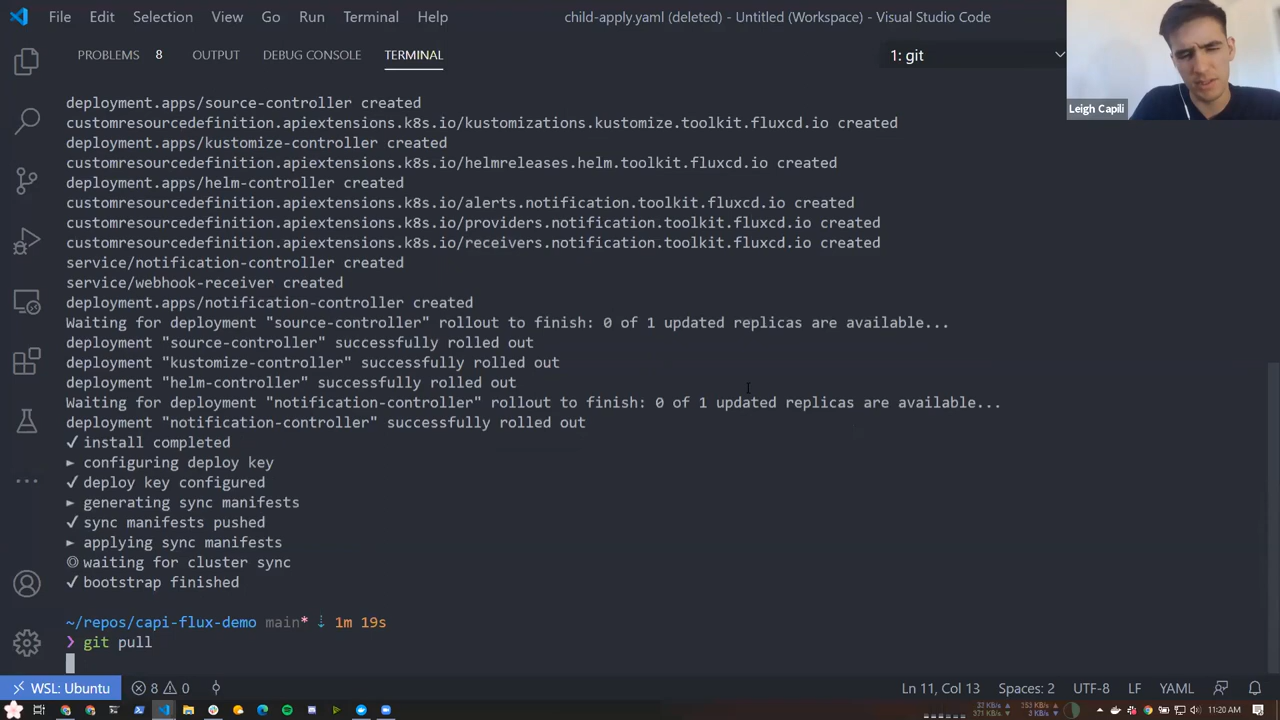 File Edit Selection View Go Run Terminal Help child-apply.yaml (deleted) - Untitled (Workspace) - Visual Studio Code
PROBLEMS 8 OUTPUT DEBUG CONSOLE TERMINAL 1: git
Leigh Capili
deployment.apps/source-controller created
customresourcedefinition.apiextensions.k8s.io/kustomizations.kustomize.toolkit.fluxcd.io created
deployment.apps/kustomize-controller created
customresourcedefinition.apiextensions.k8s.io/helmreleases.helm.toolkit.fluxcd.io created
deployment.apps/helm-controller created
customresourcedefinition.apiextensions.k8s.io/alerts.notification.toolkit.fluxcd.io created
customresourcedefinition.apiextensions.k8s.io/providers.notification.toolkit.fluxcd.io created
customresourcedefinition.apiextensions.k8s.io/receivers.notification.toolkit.fluxcd.io created
service/notification-controller created
service/webhook-receiver created
deployment.apps/notification-controller created
Waiting for deployment "source-controller" rollout to finish: 0 of 1 updated replicas are available...
deployment "source-controller" successfully rolled out
deployment "kustomize-controller" successfully rolled out
deployment "helm-controller" successfully rolled out
Waiting for deployment "notification-controller" rollout to finish: 0 of 1 updated replicas are available...
deployment "notification-controller" successfully rolled out
✓ install completed
► configuring deploy key
✓ deploy key configured
► generating sync manifests
✓ sync manifests pushed
► applying sync manifests
◎ waiting for cluster sync
✓ bootstrap finished
~/repos/capi-flux-demo main* ⇣ 1m 19s
❯ git pull
WSL: Ubuntu 8 0 Ln 11, Col 13 Spaces: 2 UTF-8 LF YAML
11:20 AM